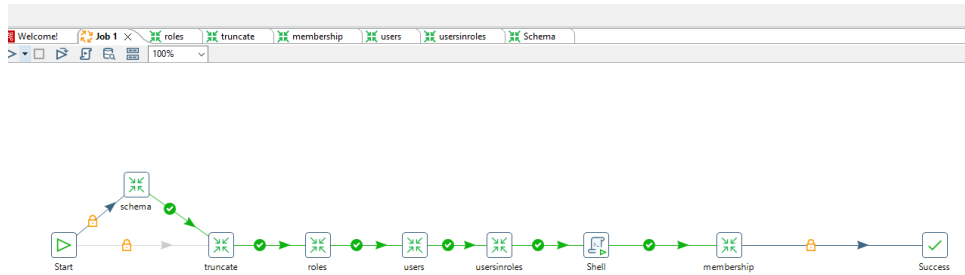 Welcome! Job 1 roles truncate membership users usersinroles Schema
100%
schema
Start truncate roles users usersinroles Shell membership Success